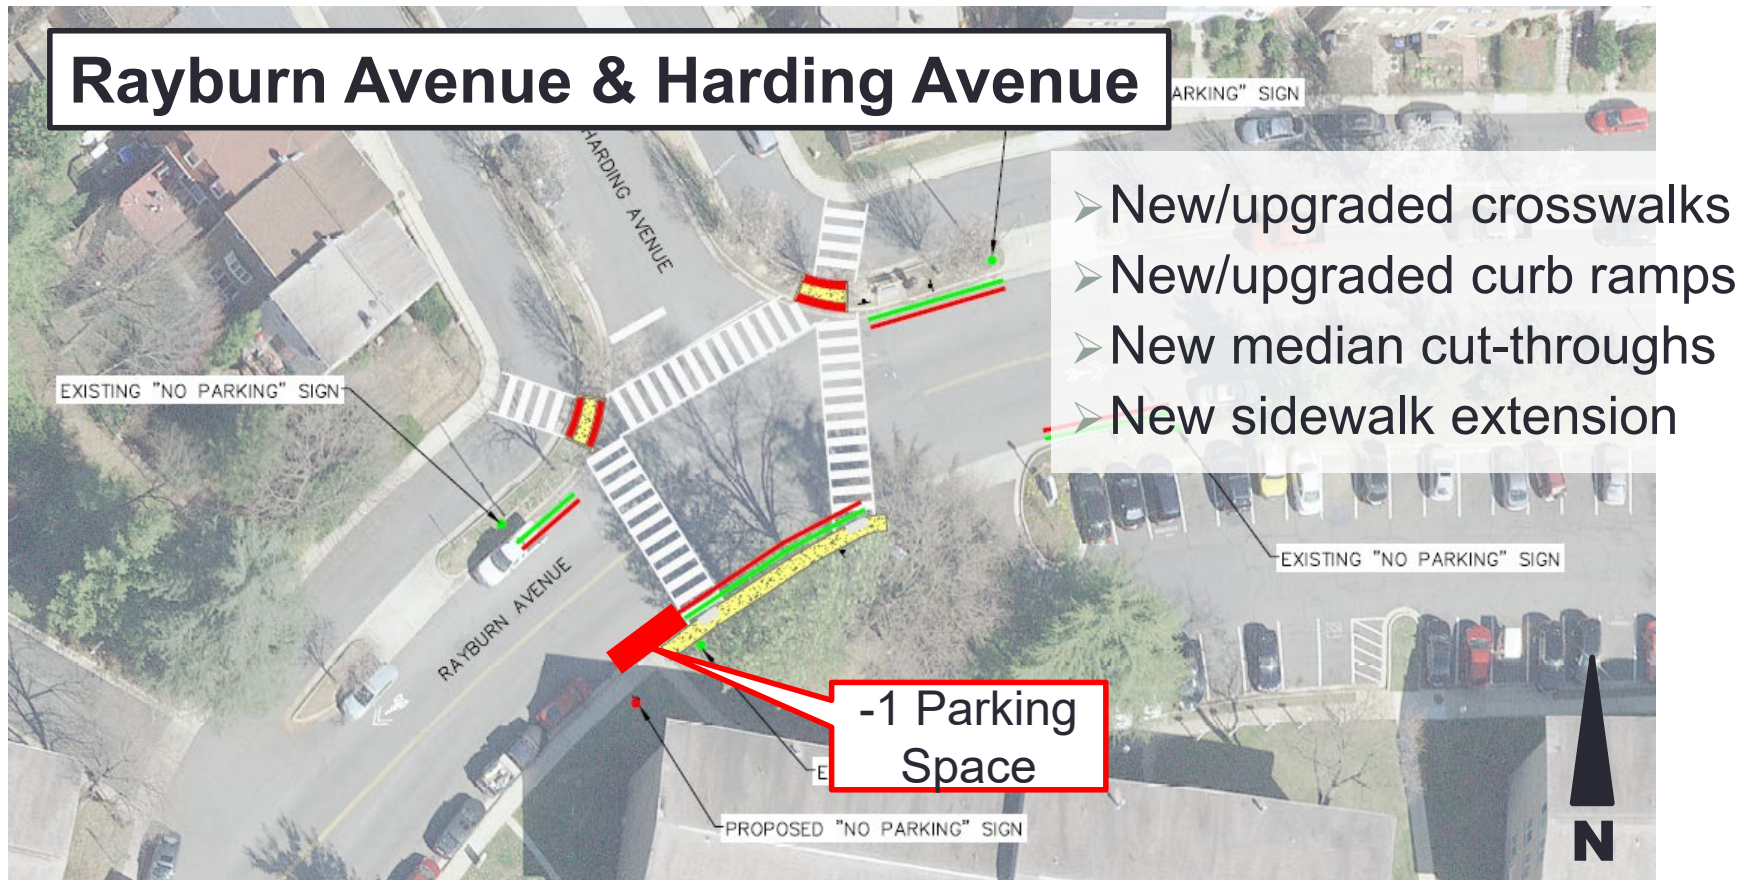 Rayburn Avenue & Harding Avenue
ARKING" SIGN
HARDING AVENUE
➢New/upgraded crosswalks
➢New/upgraded curb ramps
➢New median cut-throughs
➢New sidewalk extension
EXISTING "NO PARKING" SIGN
EXISTING "NO PARKING" SIGN
RAYBURN AVENUE
-1 Parking
Space
E
PROPOSED "NO PARKING" SIGN
N